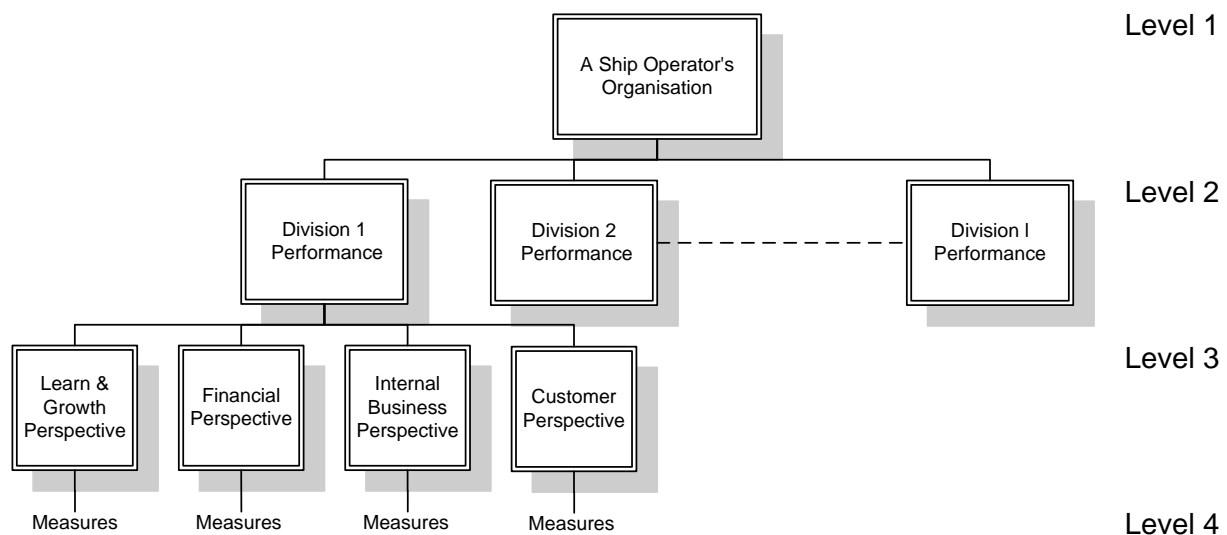 Level 1
A Ship Operator's
Organisation
Level 2
Division 1
Performance
Division 2
Performance
Division I
Performance
Level 3
Learn &
Growth
Perspective
Financial
Perspective
Internal
Business
Perspective
Customer
Perspective
Measures
Measures
Measures
Measures
Level 4